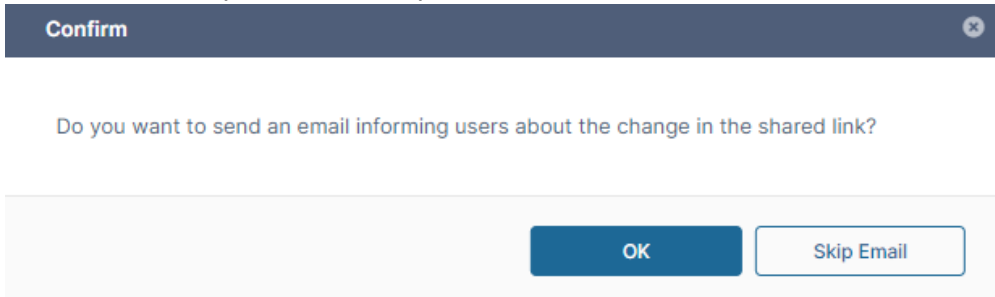 Confirm
Do you want to send an email informing users about the change in the shared link?
OK
Skip Email